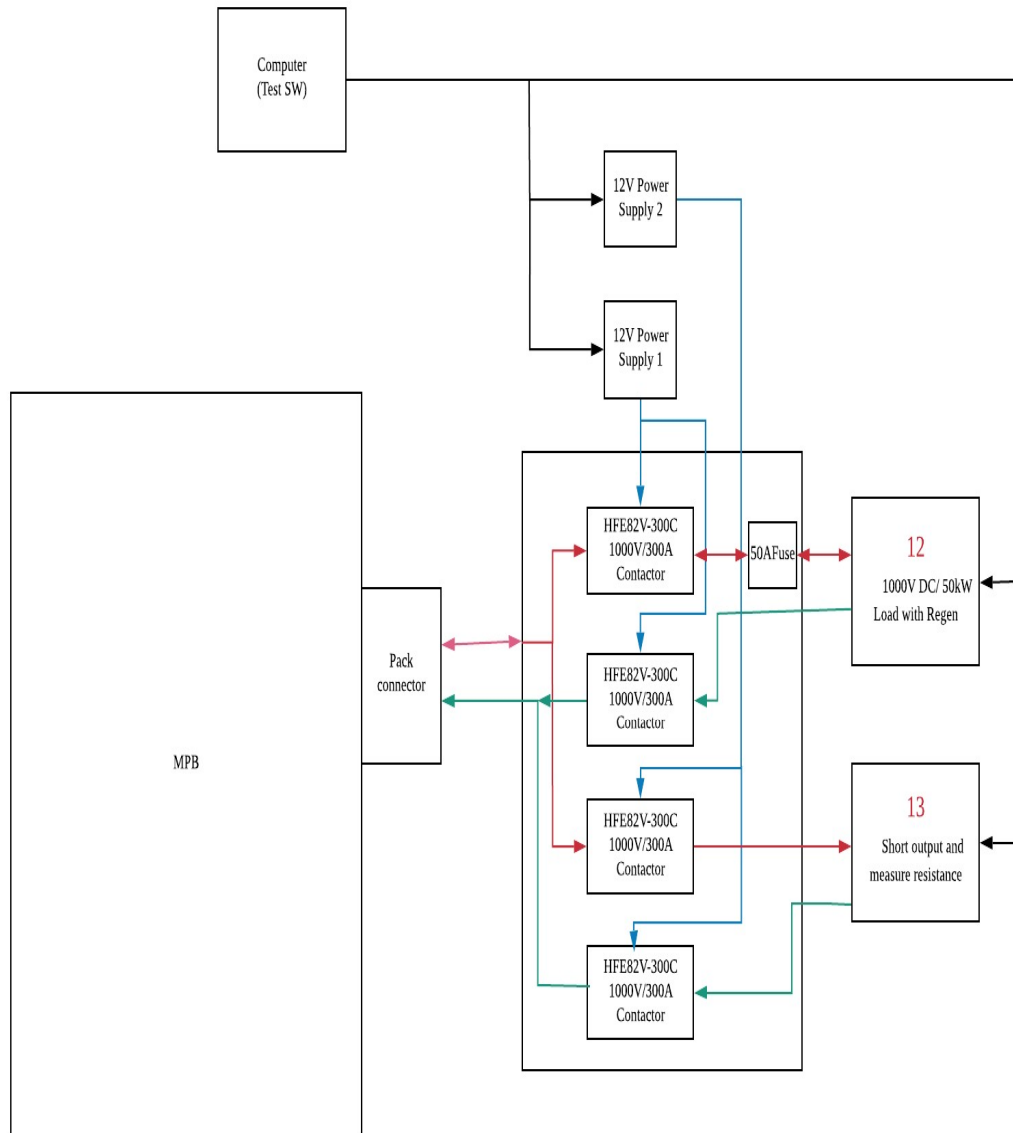 Computer
(Test SW)
12V Power
Supply 2
12V Power
Supply 1
HFE82V-300C
1000V/300A
Contactor
50AFuse
12
1000V DC/ 50kW
Load with Regen
Pack
connector
HFE82V-300C
1000V/300A
Contactor
MPB
HFE82V-300C
1000V/300A
Contactor
13
Short output and
measure resistance
HFE82V-300C
1000V/300A
Contactor